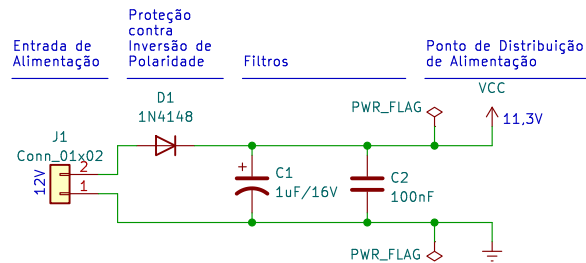 Entrada de
Alimentação
Proteção
contra
Inversão de
Polaridade
Filtros
Ponto de Distribuição
de Alimentação
J1
Conn_01x02
12V
2
1
D1
1N4148
+
C1
1uF/16V
C2
100nF
PWR_FLAG
VCC
11,3V
PWR_FLAG